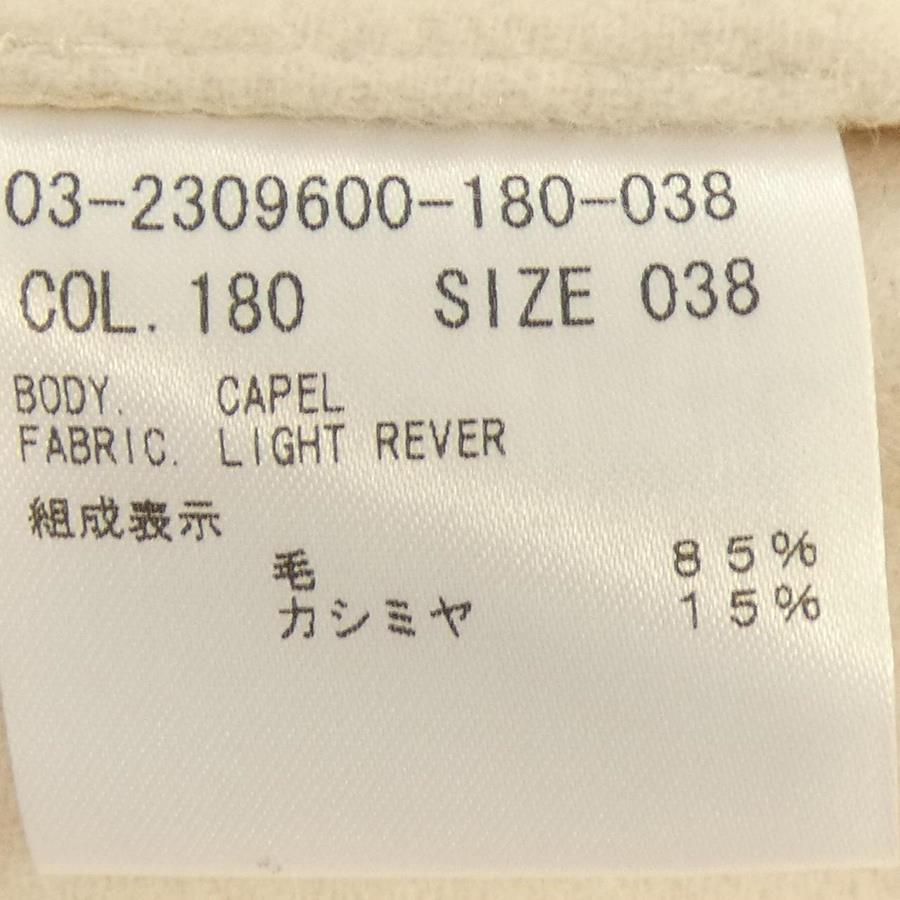 03-2309600-180-038
COL. 180 SIZE 038
BODY. CAPEL
FABRIC. LIGHT REVER
組成表示
毛 85%
カシミヤ 15%